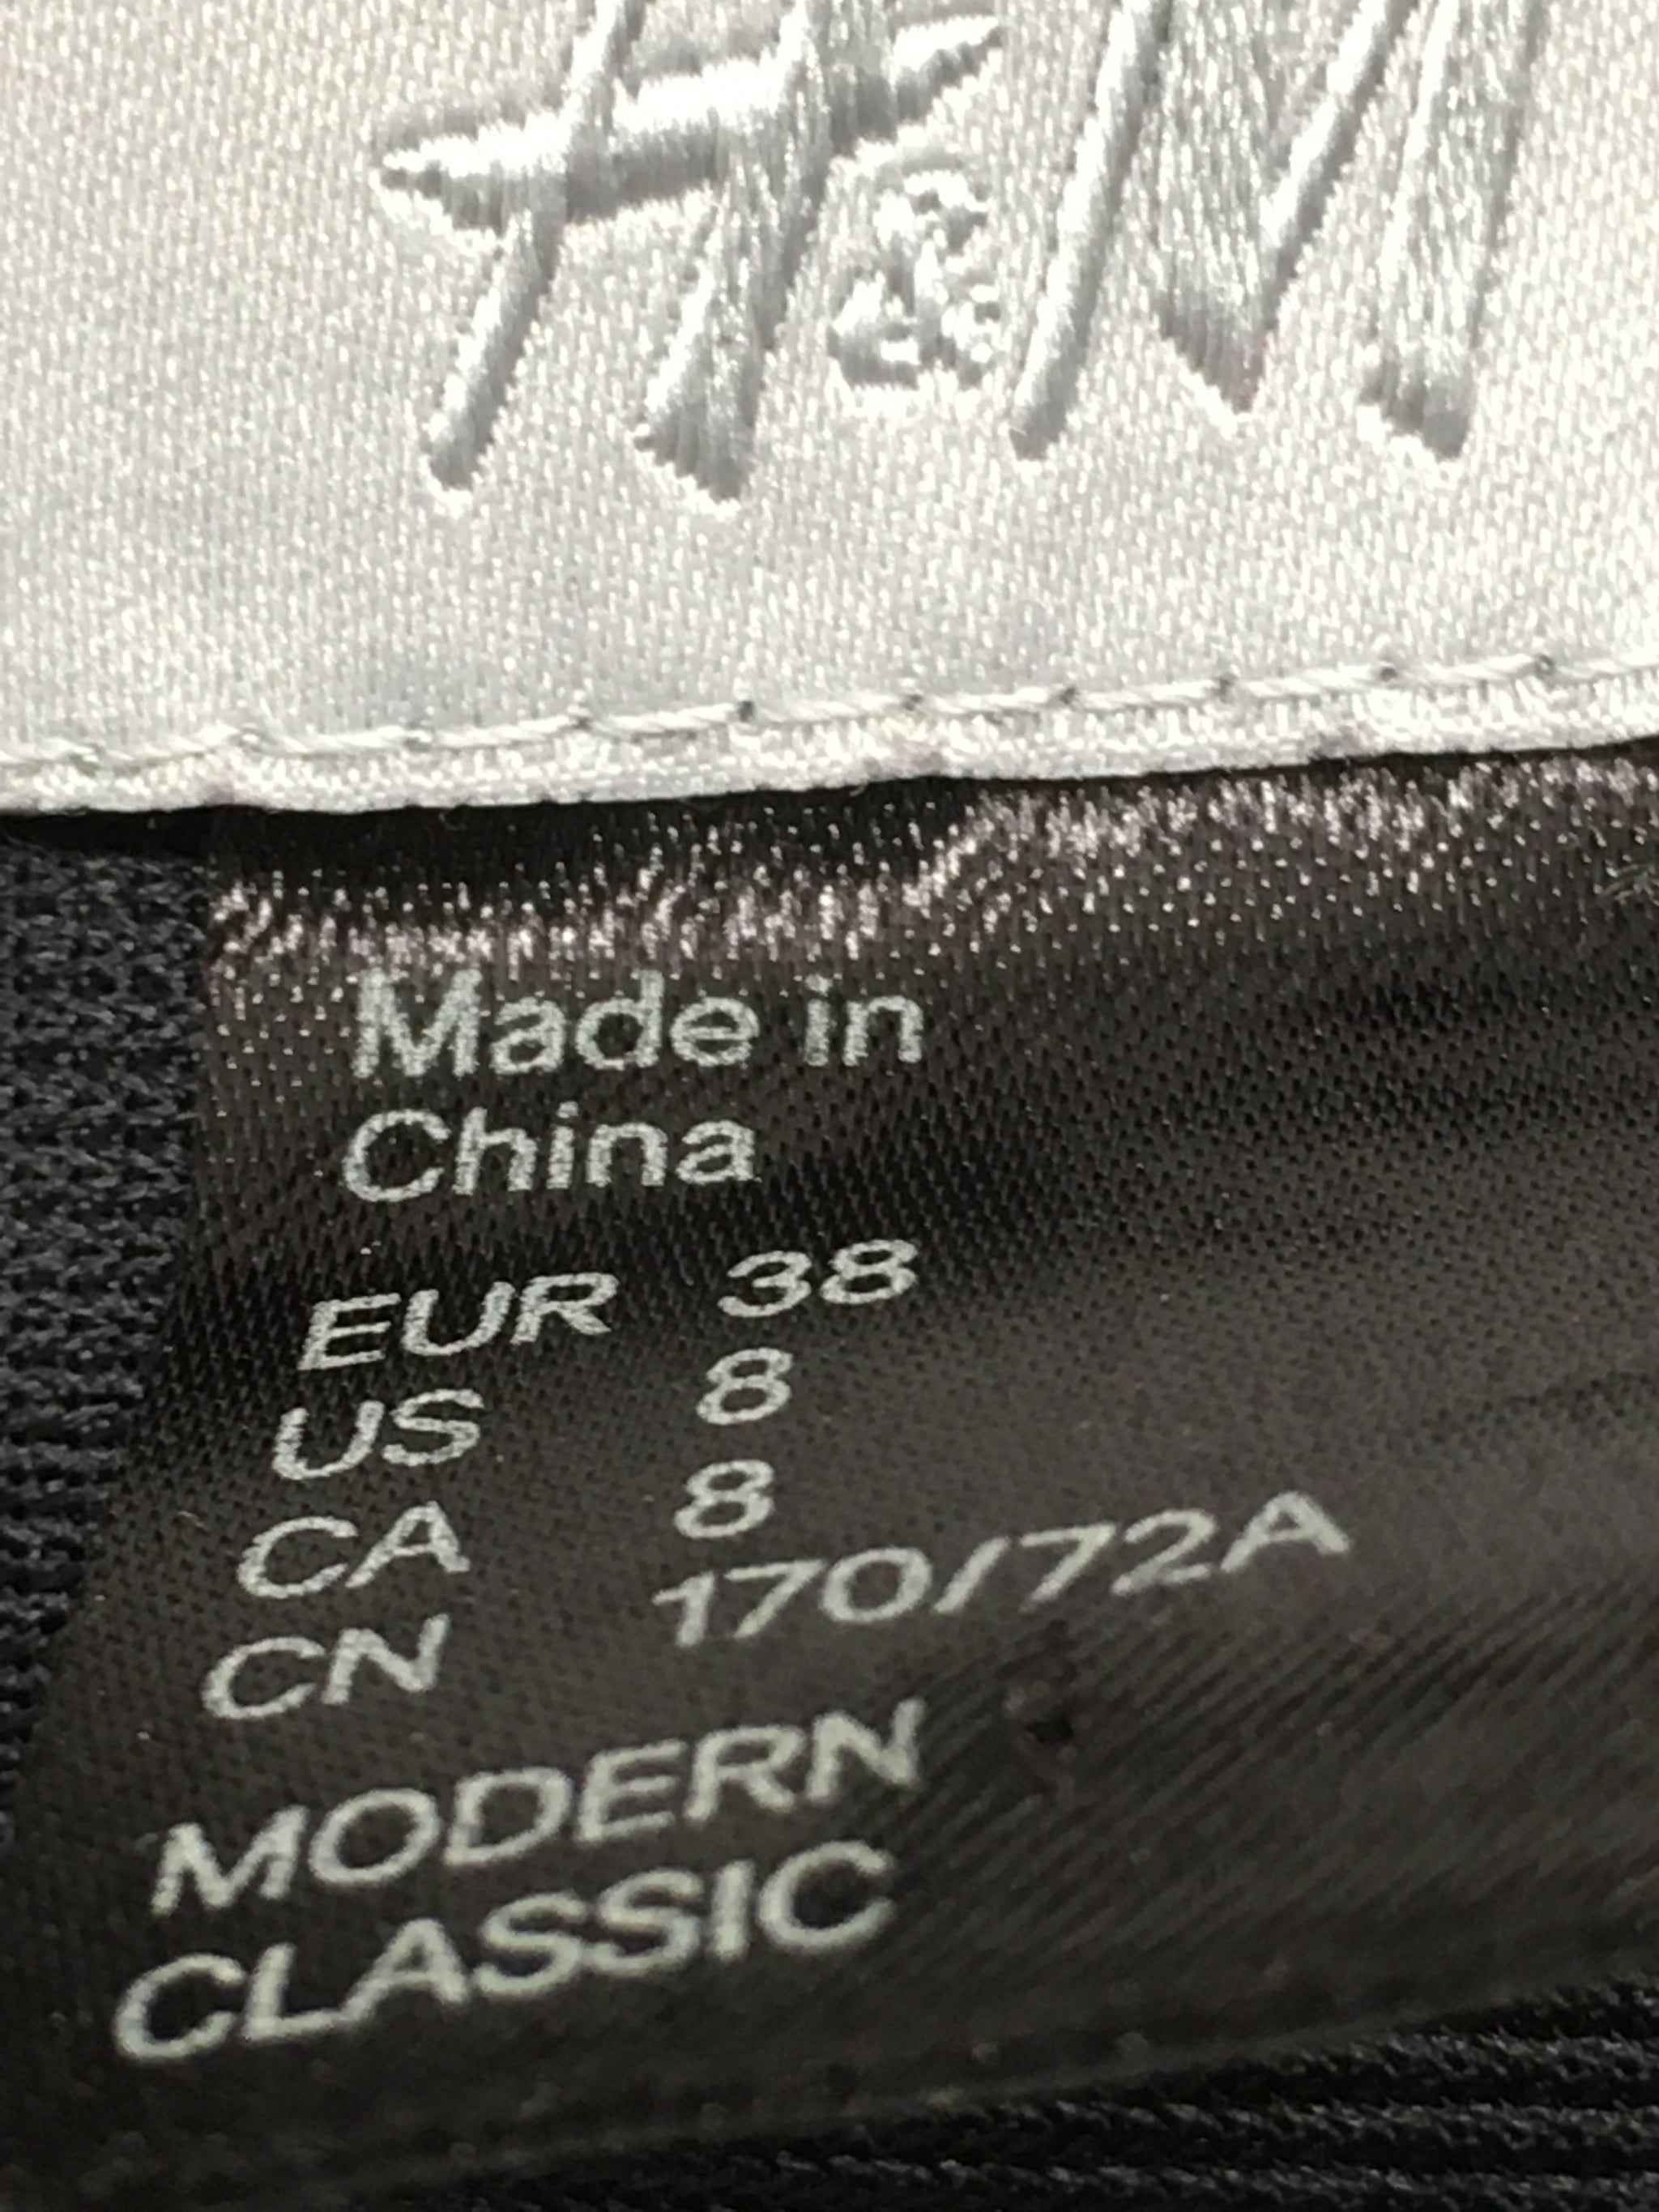 H&M
Made in
China
EUR 38
US 8
CA 8
CN 170/72A
MODERN
CLASSIC